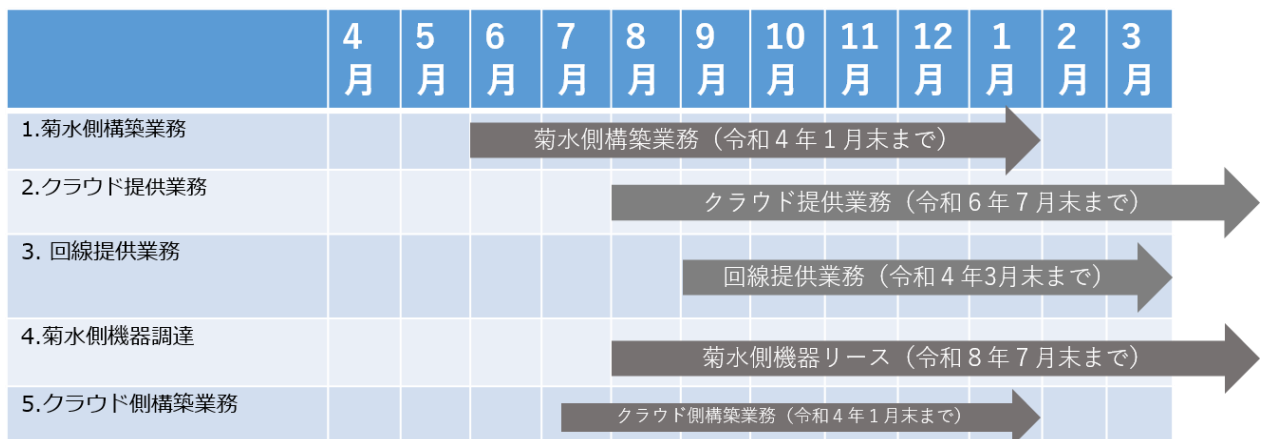 4月 5月 6月 7月 8月 9月 10月 11月 12月 1月 2月 3月
1.菊水側構築業務
菊水側構築業務（令和４年１月末まで）
2.クラウド提供業務
クラウド提供業務（令和６年７月末まで）
3. 回線提供業務
回線提供業務（令和４年3月末まで）
4.菊水側機器調達
菊水側機器リース（令和８年７月末まで）
5.クラウド側構築業務
クラウド側構築業務（令和４年１月末まで）